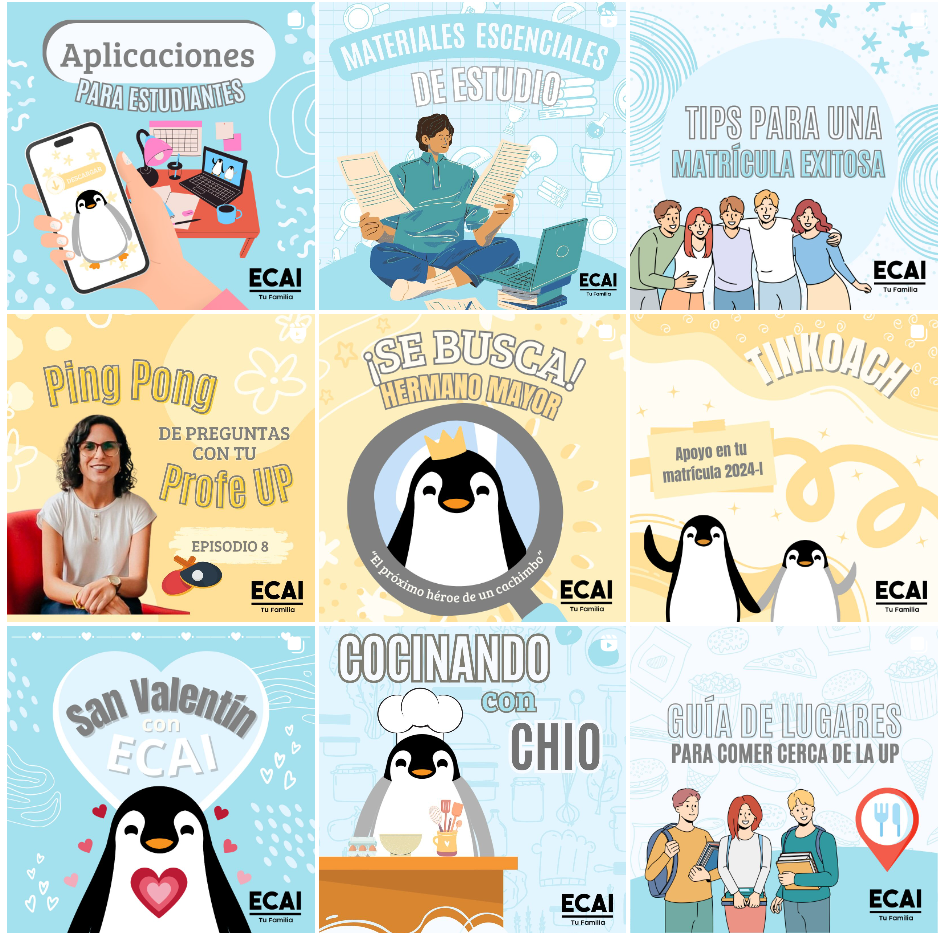 Aplicaciones
PARA ESTUDIANTES
ECAI
Tu Familia
MATERIALES ESCENCIALES
DE ESTUDIO
ECAI
Tu Familia
TIPS PARA UNA
MATRÍCULA EXITOSA
ECAI
Tu Familia
Ping Pong
DE PREGUNTAS
CON TU
Profe UP
EPISODIO 8
ECAI
Tu Familia
¡SE BUSCA!
HERMANO MAYOR
"El próximo héroe de un cachimbo"
ECAI
Tu Familia
TINKOACH
Apoyo en tu
matrícula 2024-I
ECAI
Tu Familia
San Valentín
con
ECAI
ECAI
Tu Familia
COCINANDO
con
CHIO
ECAI
Tu Familia
GUÍA DE LUGARES
PARA COMER CERCA DE LA UP
ECAI
Tu Familia